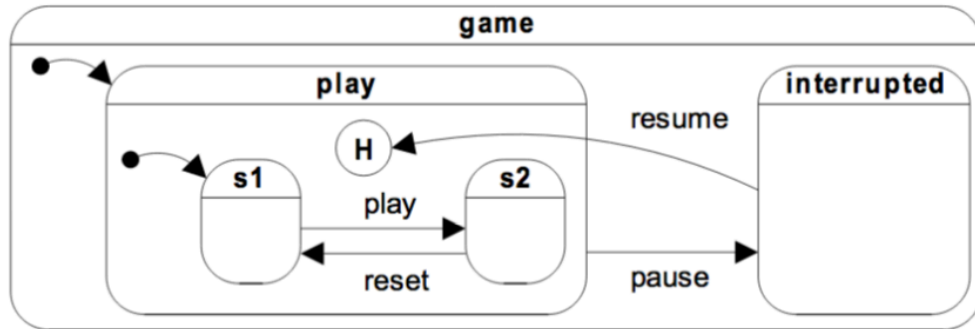 game
play
interrupted
resume
H
s1
s2
play
reset
pause